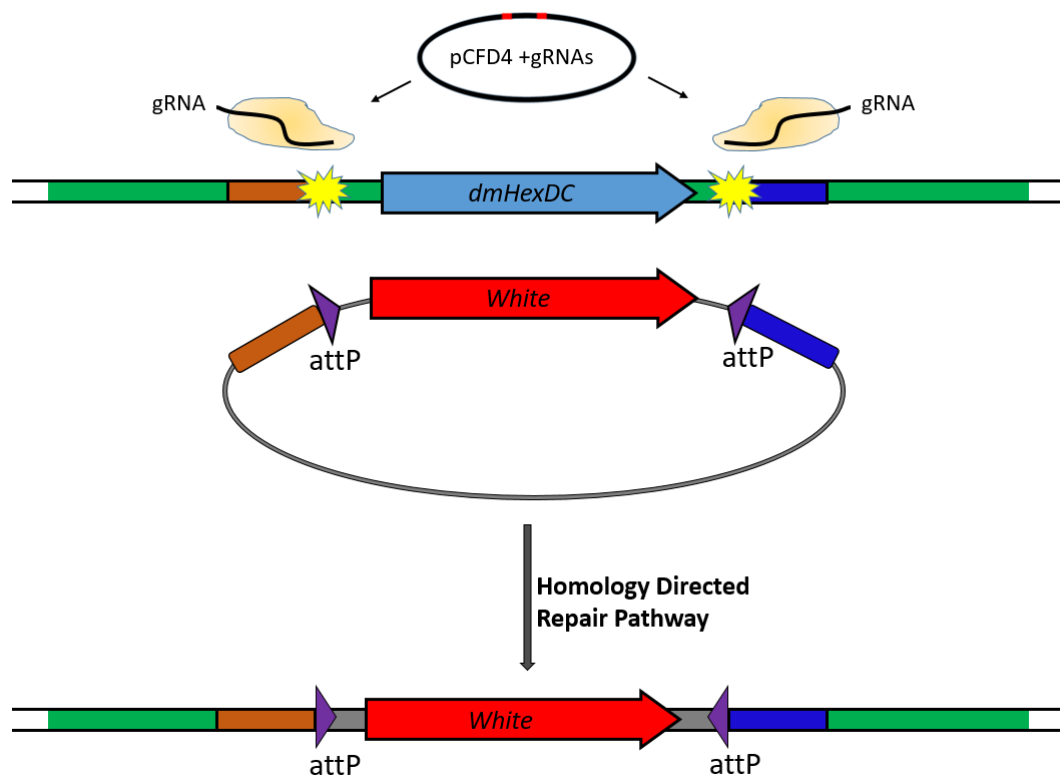 pCFD4 +gRNAs
gRNA
gRNA
dmHexDC
White
attP
attP
Homology Directed
Repair Pathway
White
attP
attP